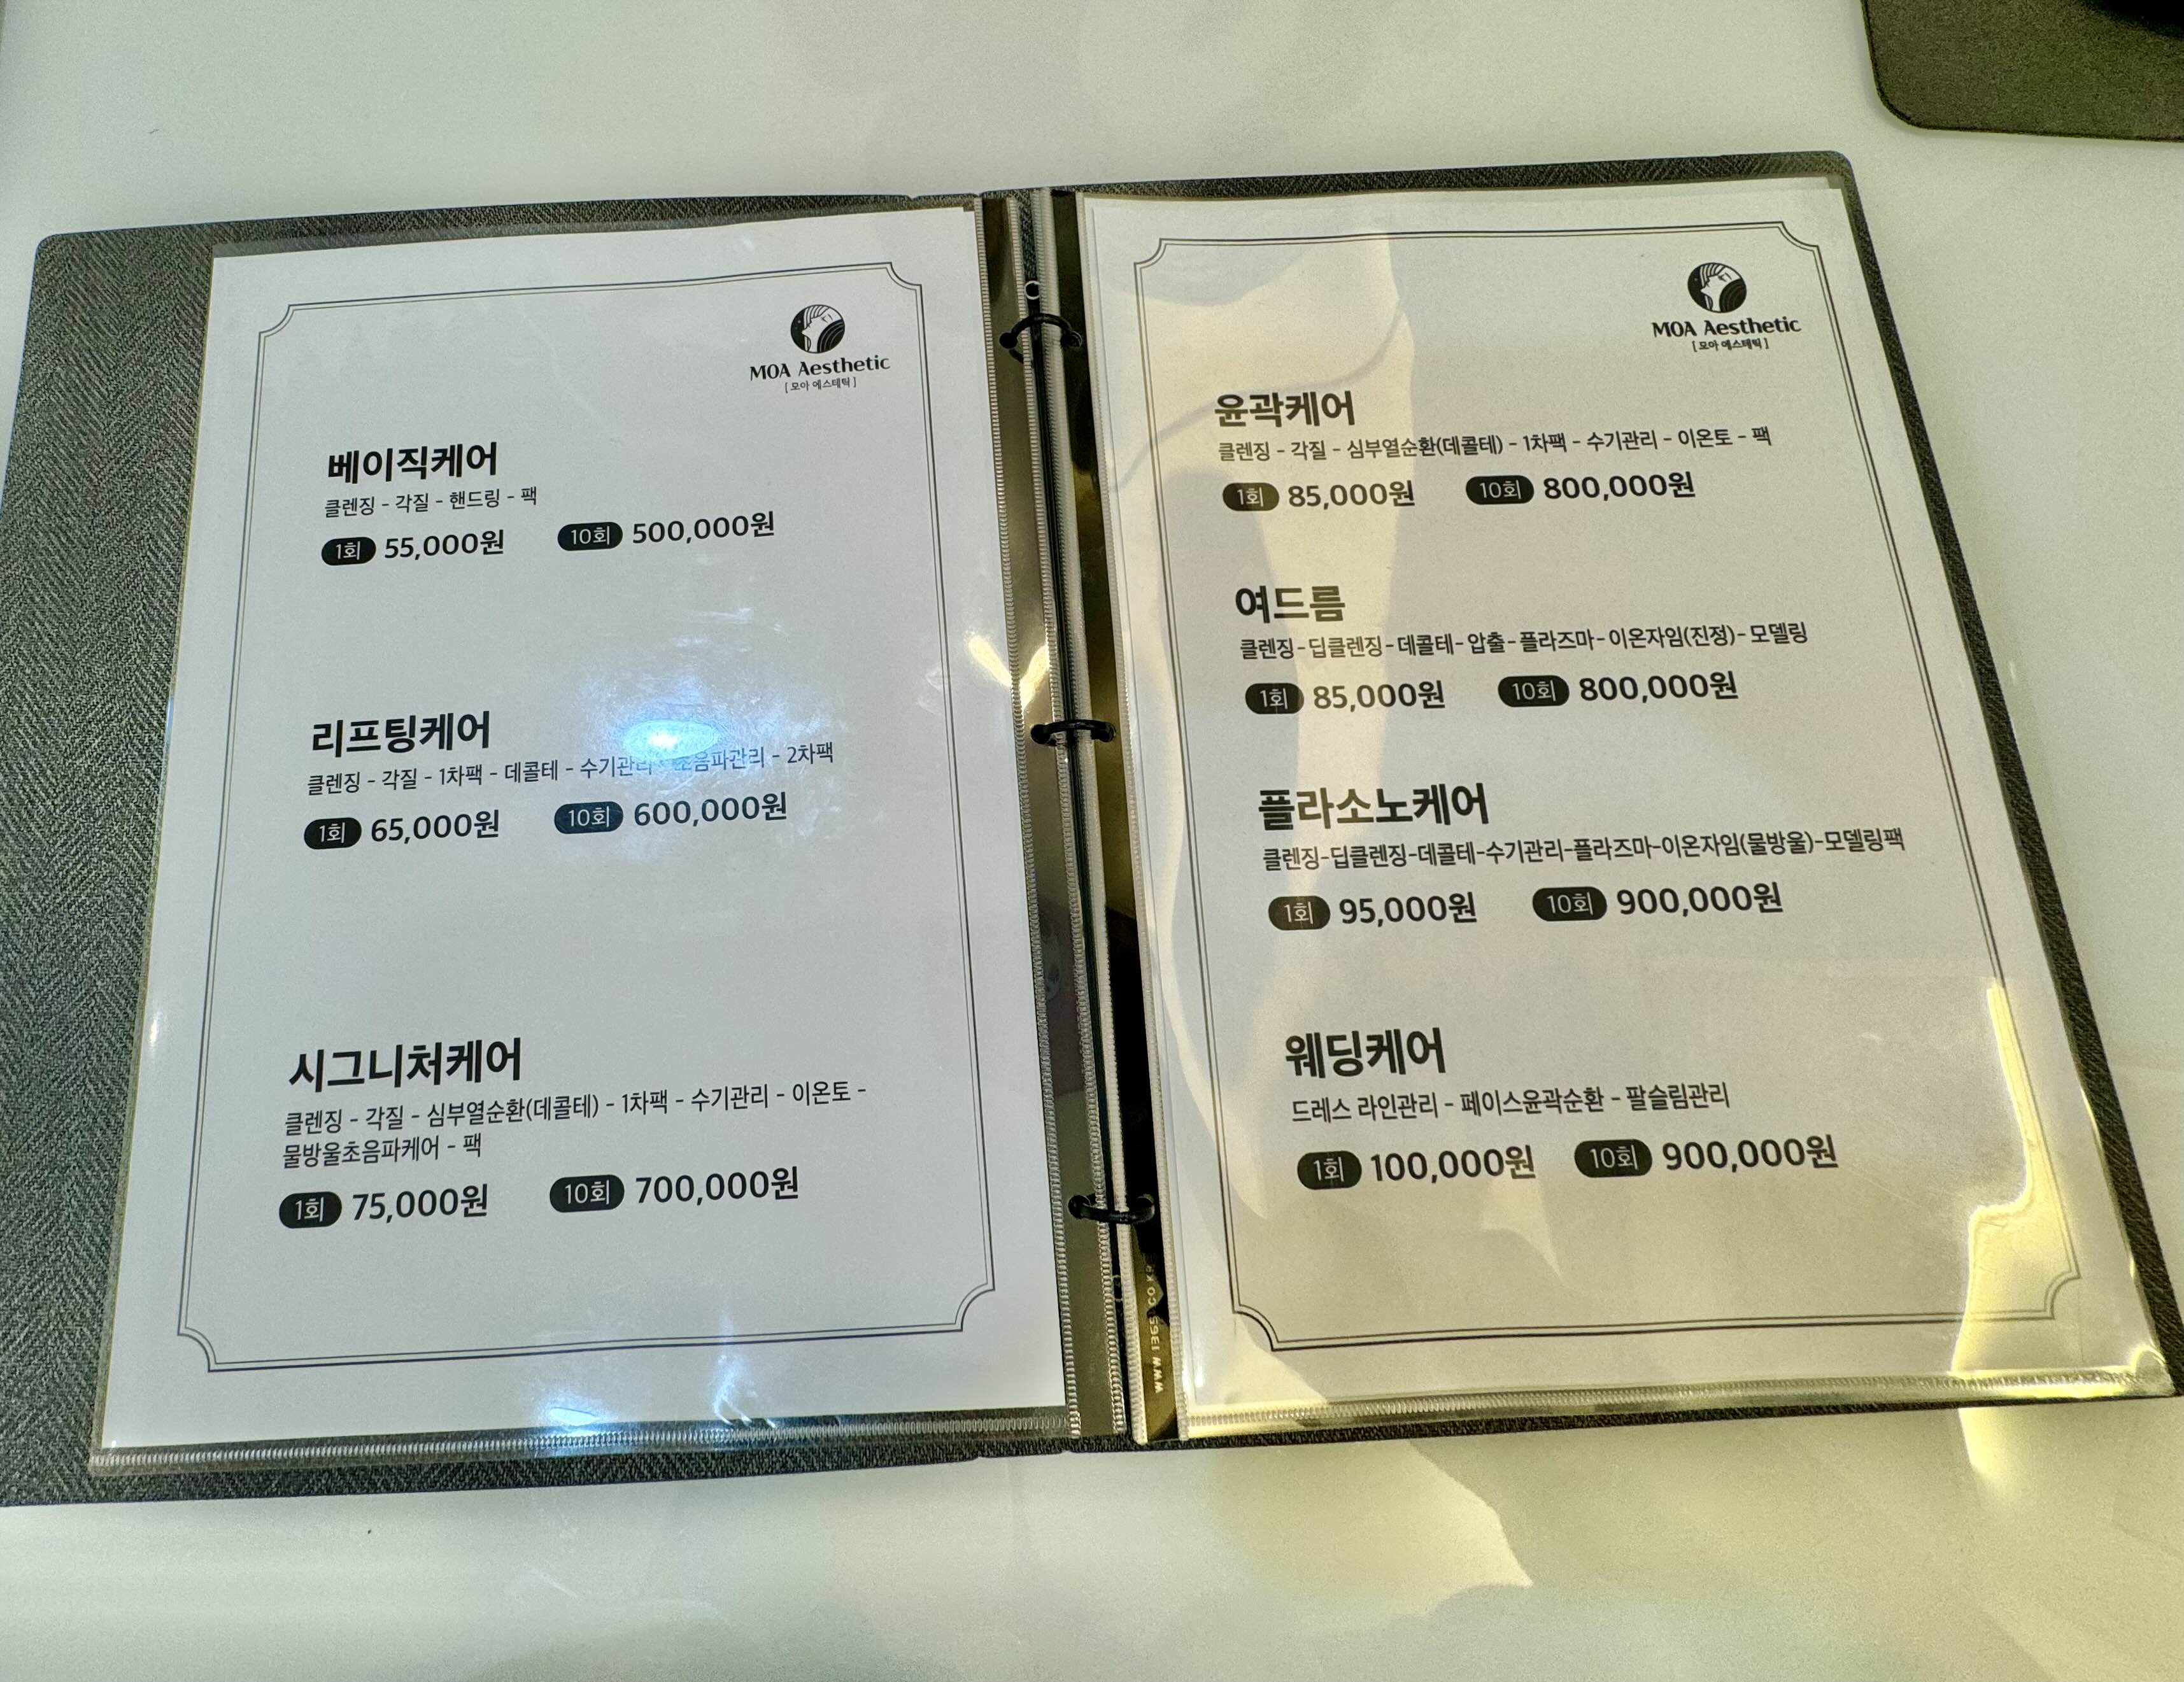 MOA Aesthetic
[ 모아 에스테틱 ]
베이직케어
클렌징 - 각질 - 핸드링 - 팩
1회 55,000원 10회 500,000원
리프팅케어
클렌징 - 각질 - 1차팩 - 데콜테 - 수기관리 - 초음파관리 - 2차팩
1회 65,000원 10회 600,000원
시그니처케어
클렌징 - 각질 - 심부열순환(데콜테) - 1차팩 - 수기관리 - 이온토 -
물방울초음파케어 - 팩
1회 75,000원 10회 700,000원
MOA Aesthetic
[ 모아 에스테틱 ]
윤곽케어
클렌징 - 각질 - 심부열순환(데콜테) - 1차팩 - 수기관리 - 이온토 - 팩
1회 85,000원 10회 800,000원
여드름
클렌징-딥클렌징-데콜테-압출-플라즈마-이온자임(진정)-모델링
1회 85,000원 10회 800,000원
플라소노케어
클렌징-딥클렌징-데콜테-수기관리-플라즈마-이온자임(물방울)-모델링팩
1회 95,000원 10회 900,000원
웨딩케어
드레스 라인관리 - 페이스윤곽순환 - 팔슬림관리
1회 100,000원 10회 900,000원